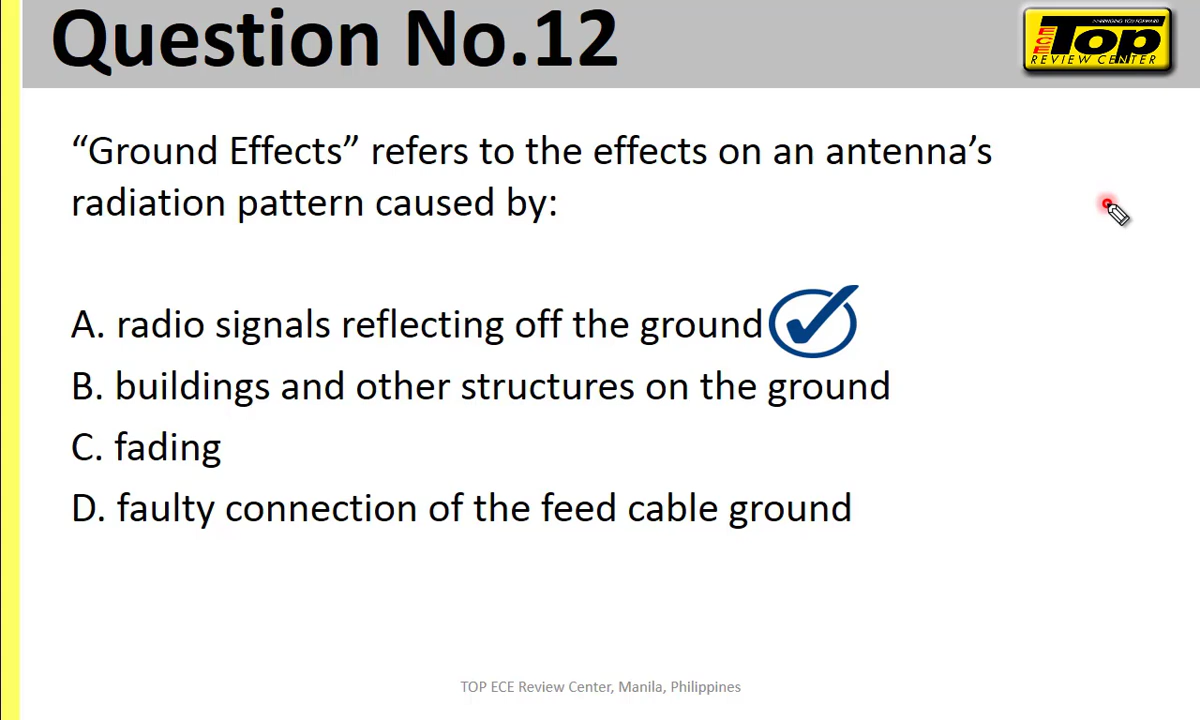 Question No.12
ECE
Top
REVIEW CENTER
“Ground Effects” refers to the effects on an antenna’s
radiation pattern caused by:
A. radio signals reflecting off the ground
B. buildings and other structures on the ground
C. fading
D. faulty connection of the feed cable ground
TOP ECE Review Center, Manila, Philippines